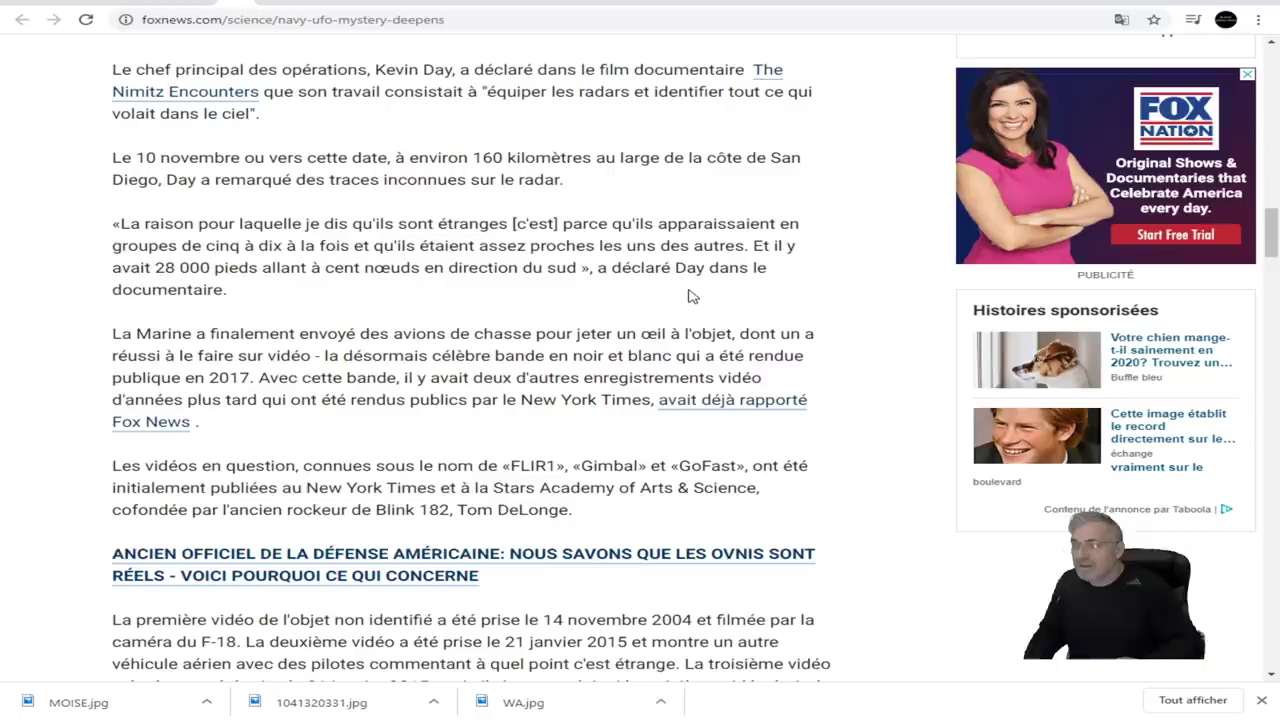 foxnews.com/science/navy-ufo-mystery-deepens
Le chef principal des opérations, Kevin Day, a déclaré dans le film documentaire The
Nimitz Encounters que son travail consistait à "équiper les radars et identifier tout ce qui
volait dans le ciel".
Le 10 novembre ou vers cette date, à environ 160 kilomètres au large de la côte de San
Diego, Day a remarqué des traces inconnues sur le radar.
«La raison pour laquelle je dis qu'ils sont étranges [c'est] parce qu'ils apparaissaient en
groupes de cinq à dix à la fois et qu'ils étaient assez proches les uns des autres. Et il y
avait 28 000 pieds allant à cent nœuds en direction du sud », a déclaré Day dans le
documentaire.
La Marine a finalement envoyé des avions de chasse pour jeter un œil à l'objet, dont un a
réussi à le faire sur vidéo - la désormais célèbre bande en noir et blanc qui a été rendue
publique en 2017. Avec cette bande, il y avait deux d'autres enregistrements vidéo
d'années plus tard qui ont été rendus publics par le New York Times, avait déjà rapporté
Fox News .
Les vidéos en question, connues sous le nom de «FLIR1», «Gimbal» et «GoFast», ont été
initialement publiées au New York Times et à la Stars Academy of Arts & Science,
cofondée par l'ancien rockeur de Blink 182, Tom DeLonge.
ANCIEN OFFICIEL DE LA DÉFENSE AMÉRICAINE: NOUS SAVONS QUE LES OVNIS SONT
RÉELS - VOICI POURQUOI CE QUI CONCERNE
La première vidéo de l'objet non identifié a été prise le 14 novembre 2004 et filmée par la
caméra du F-18. La deuxième vidéo a été prise le 21 janvier 2015 et montre un autre
véhicule aérien avec des pilotes commentant à quel point c'est étrange. La troisième vidéo
FOX
NATION
Original Shows &
Documentaries that
Celebrate America
every day.
Start Free Trial
PUBLICITÉ
Histoires sponsorisées
Votre chien mange-
t-il sainement en
2020? Trouvez un...
Buffle bleu
Cette image établit
le record
directement sur le...
échange
vraiment sur le
boulevard
Contenu de l'annonce par Taboola |
MOISE.jpg
1041320331.jpg
WA.jpg
Tout afficher